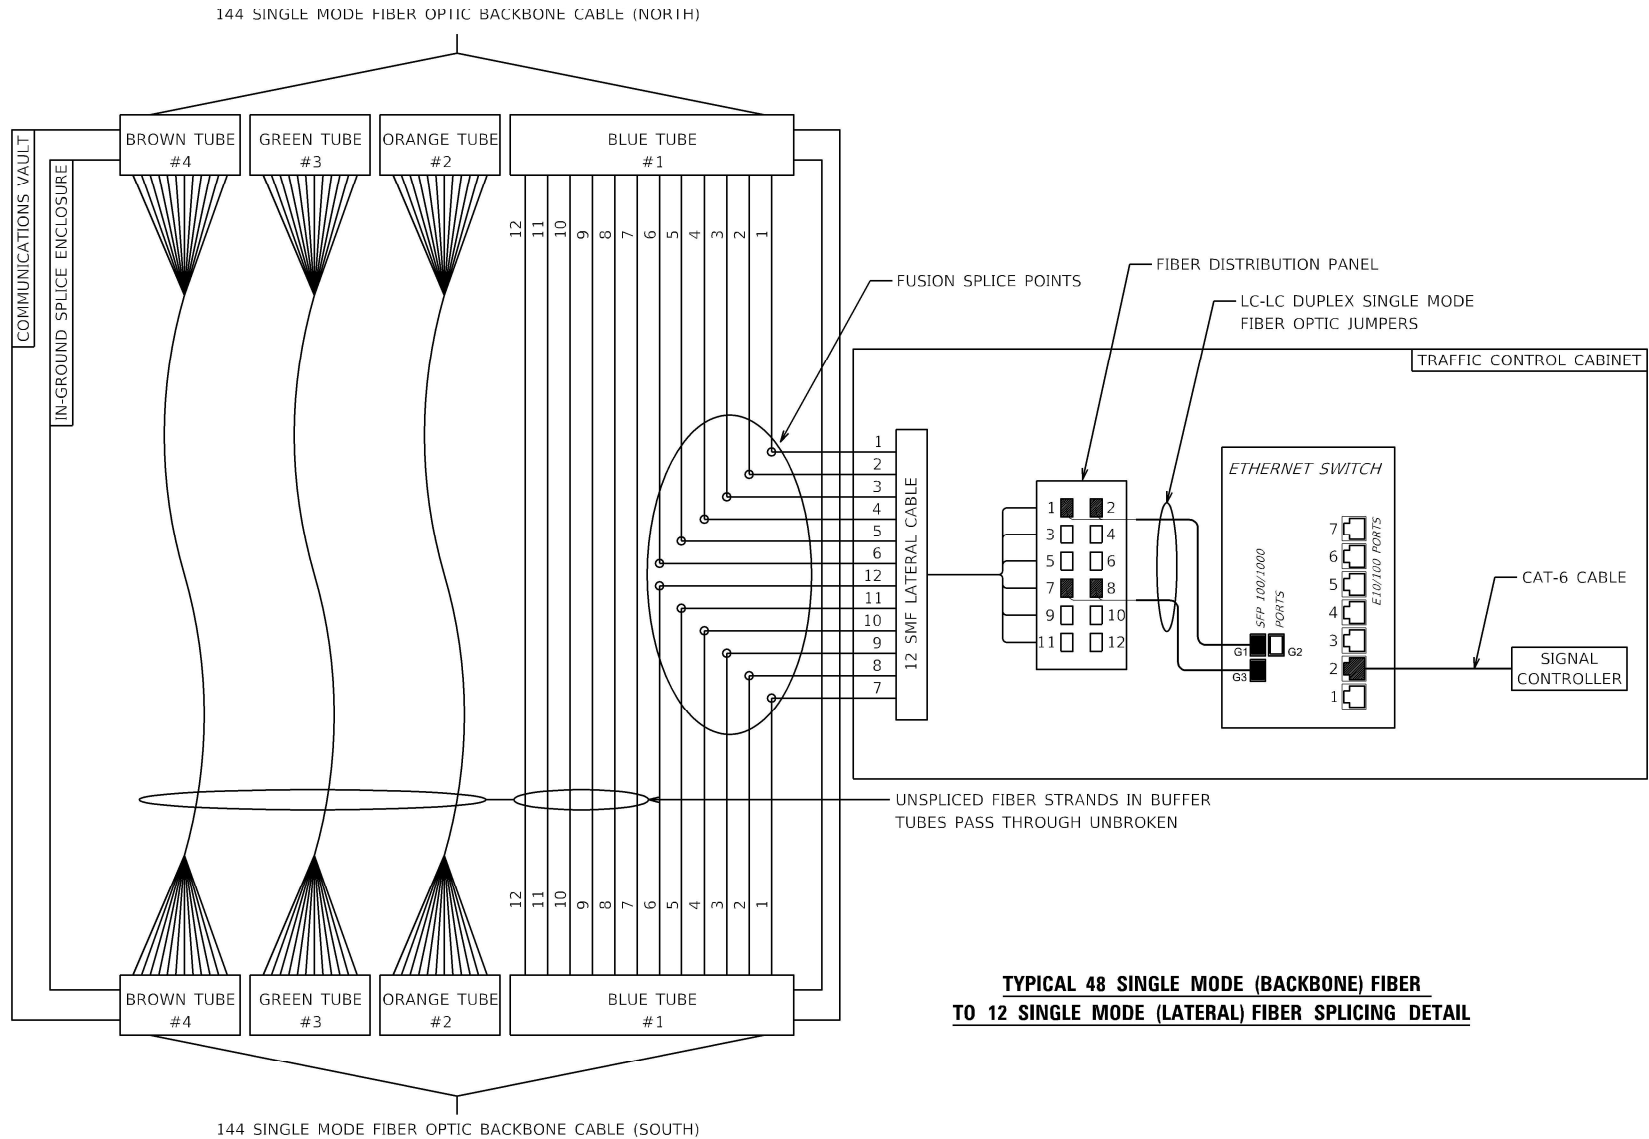 144 SINGLE MODE FIBER OPTIC BACKBONE CABLE (NORTH)
BROWN TUBE
#4
GREEN TUBE
#3
ORANGE TUBE
#2
BLUE TUBE
#1
COMMUNICATIONS VAULT
IN-GROUND SPLICE ENCLOSURE
12
11
10
9
8
7
6
5
4
3
2
1
FUSION SPLICE POINTS
FIBER DISTRIBUTION PANEL
LC-LC DUPLEX SINGLE MODE
FIBER OPTIC JUMPERS
TRAFFIC CONTROL CABINET
1
2
3
4
5
6
12
11
10
9
8
7
12 SMF LATERAL CABLE
1 2
3 4
5 6
7 8
9 10
11 12
ETHERNET SWITCH
SFP 100/1000
PORTS
G1 G2
G3
7
6
5
4
3
2
1
E10/100 PORTS
CAT-6 CABLE
SIGNAL
CONTROLLER
UNSPLICED FIBER STRANDS IN BUFFER
TUBES PASS THROUGH UNBROKEN
12
11
10
9
8
7
6
5
4
3
2
1
BROWN TUBE
#4
GREEN TUBE
#3
ORANGE TUBE
#2
BLUE TUBE
#1
TYPICAL 48 SINGLE MODE (BACKBONE) FIBER
TO 12 SINGLE MODE (LATERAL) FIBER SPLICING DETAIL
144 SINGLE MODE FIBER OPTIC BACKBONE CABLE (SOUTH)